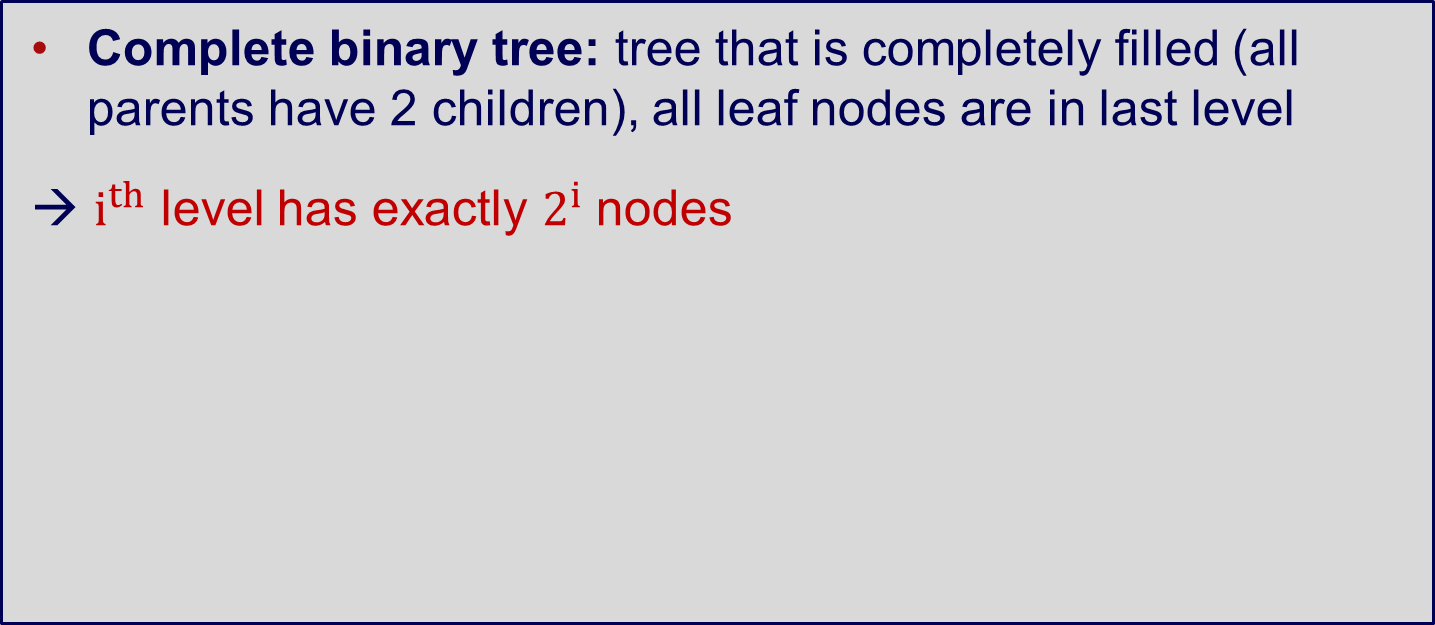 • Complete binary tree: tree that is completely filled (all
parents have 2 children), all leaf nodes are in last level
→ iᵗʰ level has exactly 2ⁱ nodes